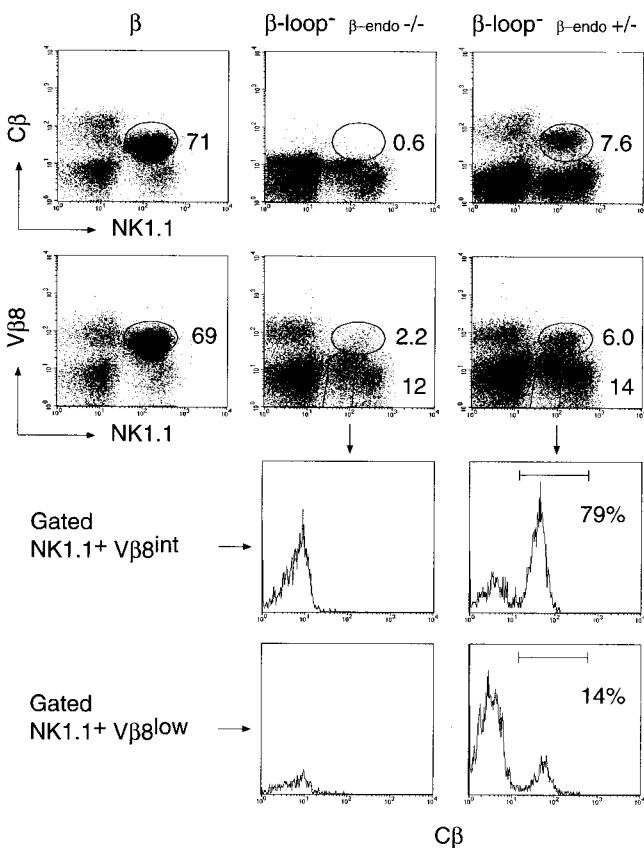 β
β-loop⁻ β-endo -/-
β-loop⁻ β-endo +/-
Cβ
71
0.6
7.6
NK1.1
Vβ8
69
2.2
12
6.0
14
NK1.1
Gated
NK1.1⁺ Vβ8int
79%
Gated
NK1.1⁺ Vβ8low
14%
Cβ